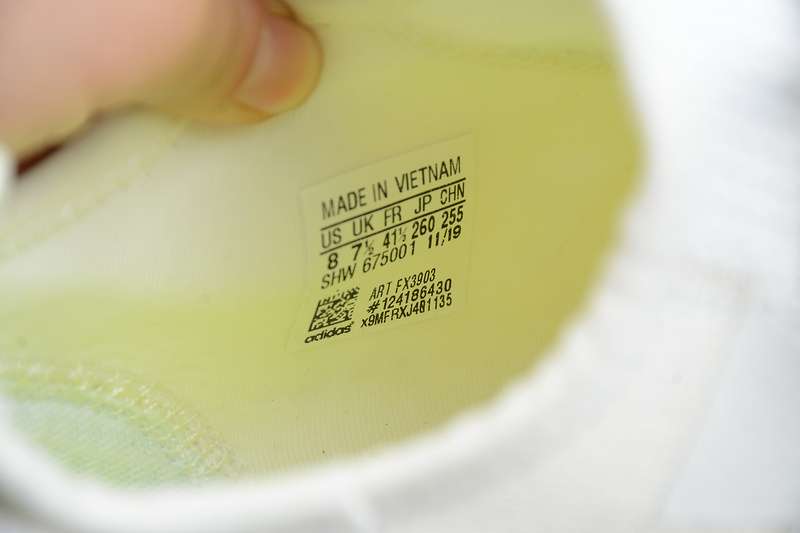 MADE IN VIETNAM
US UK FR JP CHN
8 7½ 41⅓ 260 255
SHW 675001 11/19
ART FX3903
#124186430
x9MFRXJ481135
adidas